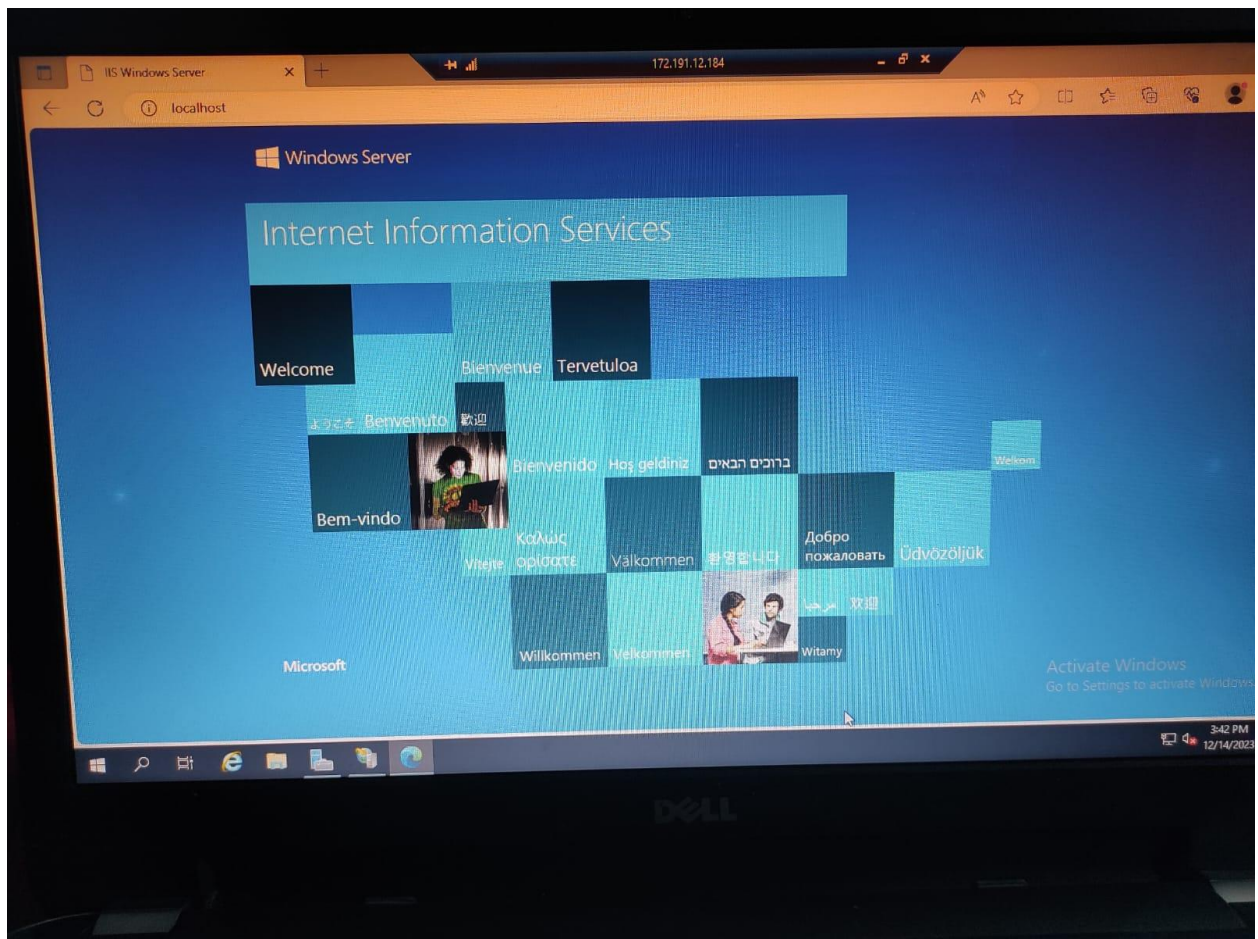 IIS Windows Server
172.191.12.184
localhost
Windows Server
Internet Information Services
Welcome
Bienvenue
Tervetuloa
ようこそ
Benvenuto
歡迎
Bienvenido
Hoş geldiniz
ברוכים הבאים
Welkom
Bem-vindo
Vítejte
Καλώς
ορίσατε
Välkommen
환영합니다
Добро
пожаловать
Üdvözöljük
مرحبا
欢迎
Willkommen
Velkommen
Witamy
Microsoft
Activate Windows
Go to Settings to activate Windows.
3:42 PM
12/14/2023
DELL